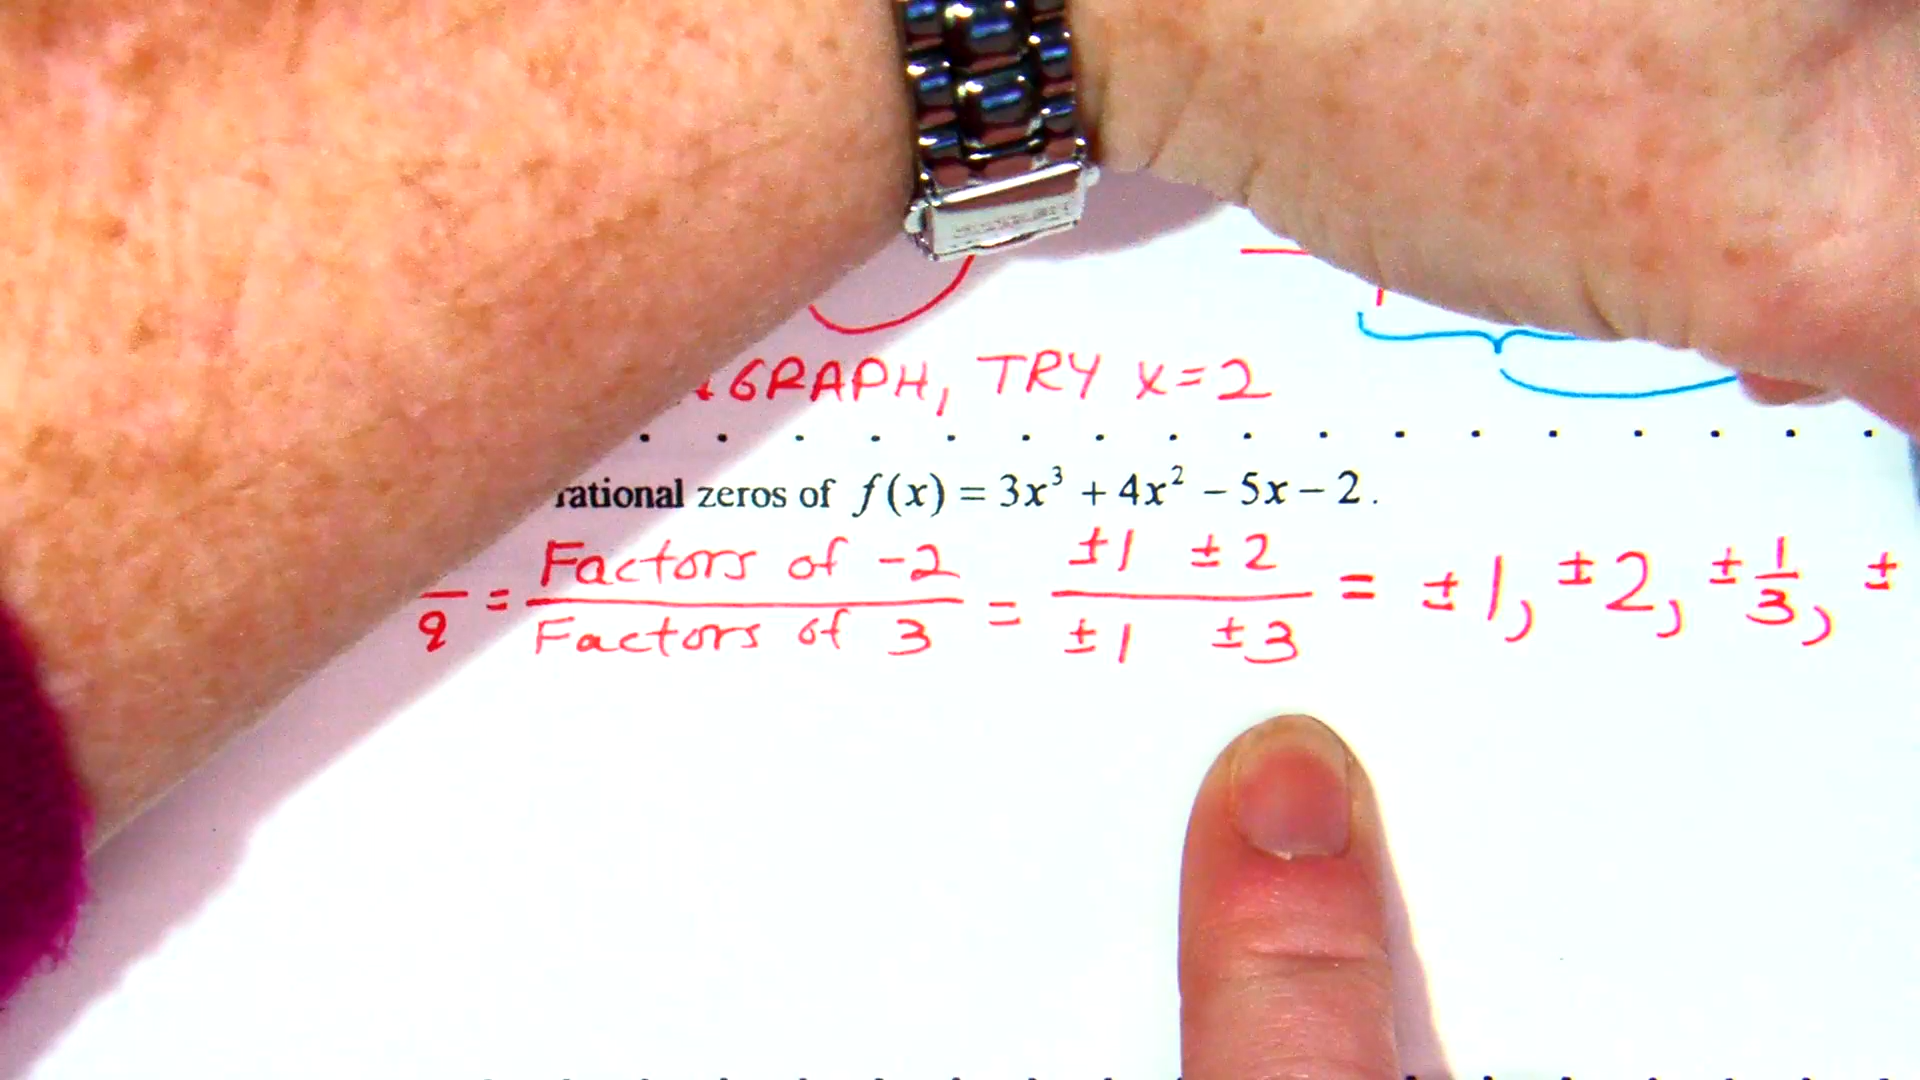 GRAPH, TRY x=2
rational zeros of f(x) = 3x³ + 4x² − 5x − 2.
/q = Factors of -2 / Factors of 3 = ±1 ±2 / ±1 ±3 = ±1, ±2, ±1/3, ±